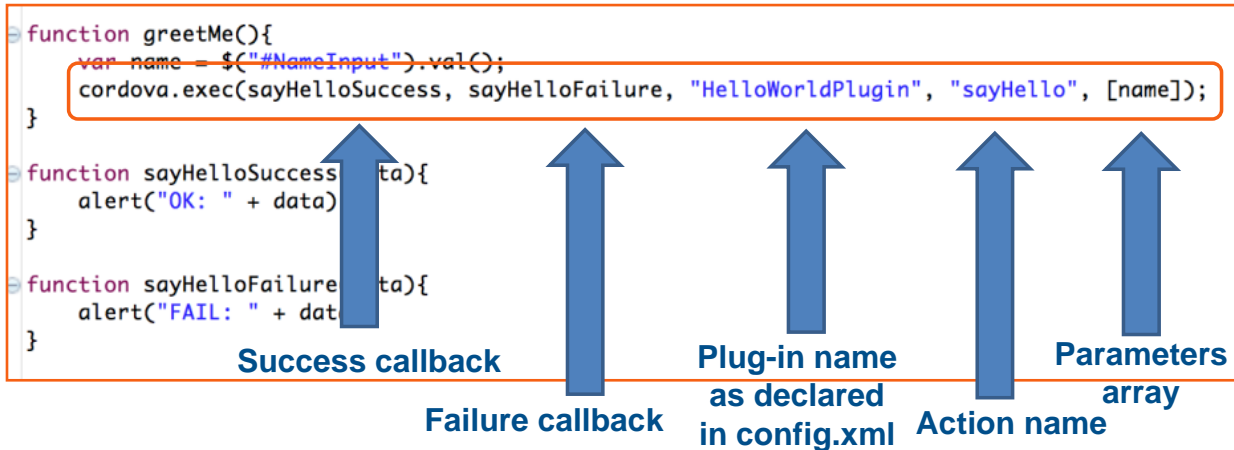 function greetMe(){
var name = $("#NameInput").val();
cordova.exec(sayHelloSuccess, sayHelloFailure, "HelloWorldPlugin", "sayHello", [name]);
}
function sayHelloSuccess ta){
alert("OK: " + data)
}
function sayHelloFailure ta){
alert("FAIL: " + dat
}
Success callback
Failure callback
Plug-in name
as declared
in config.xml
Action name
Parameters
array